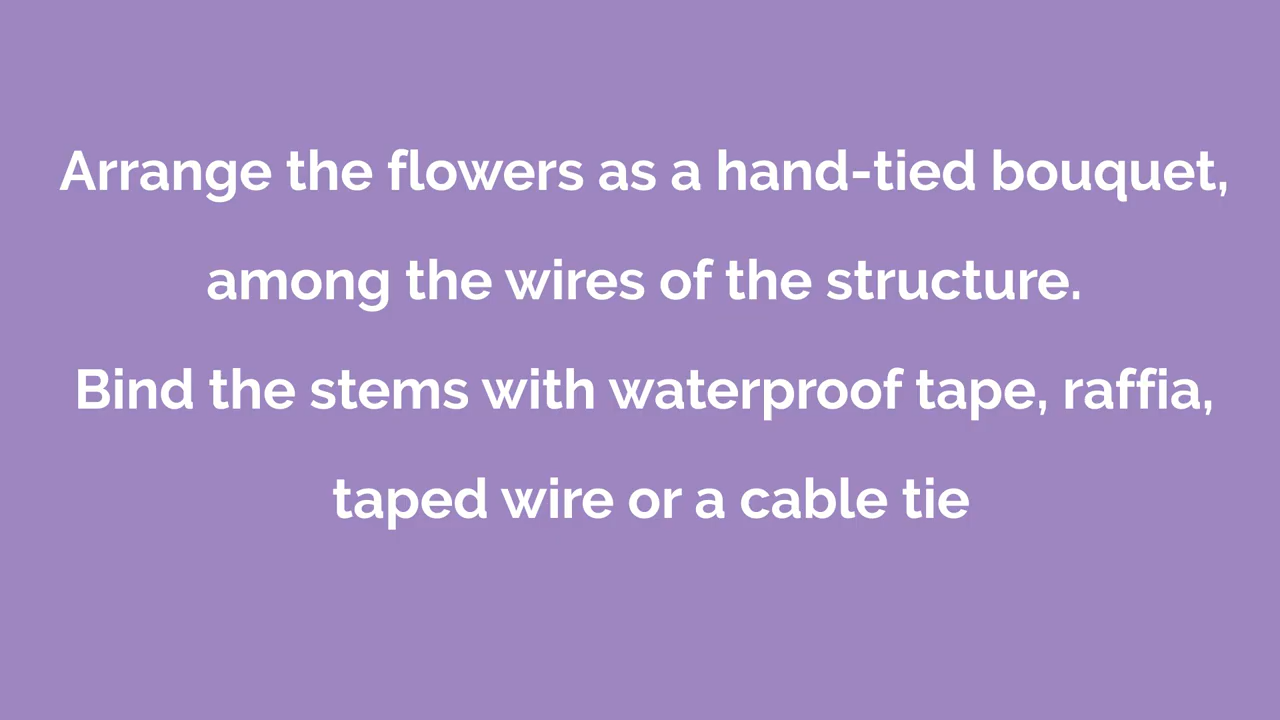 Arrange the flowers as a hand-tied bouquet,
among the wires of the structure.
Bind the stems with waterproof tape, raffia,
taped wire or a cable tie